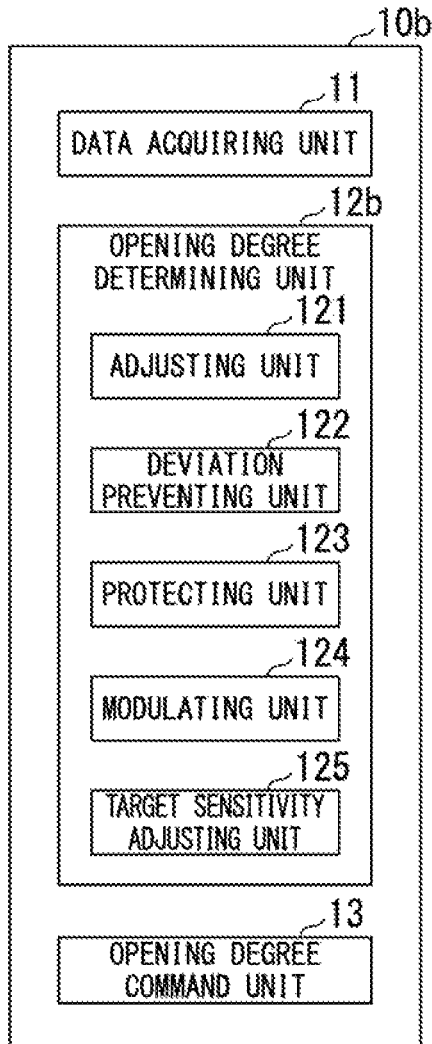 10b
11
DATA ACQUIRING UNIT
12b
OPENING DEGREE
DETERMINING UNIT
121
ADJUSTING UNIT
122
DEVIATION
PREVENTING UNIT
123
PROTECTING UNIT
124
MODULATING UNIT
125
TARGET SENSITIVITY
ADJUSTING UNIT
13
OPENING DEGREE
COMMAND UNIT